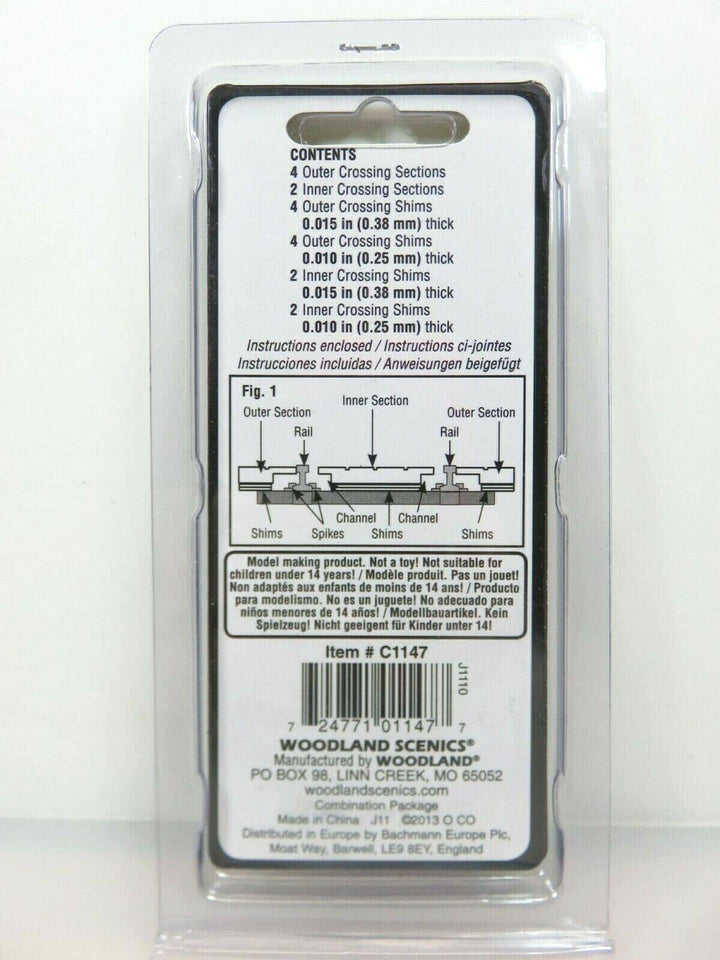 CONTENTS
4 Outer Crossing Sections
2 Inner Crossing Sections
4 Outer Crossing Shims
0.015 in (0.38 mm) thick
4 Outer Crossing Shims
0.010 in (0.25 mm) thick
2 Inner Crossing Shims
0.015 in (0.38 mm) thick
2 Inner Crossing Shims
0.010 in (0.25 mm) thick
Instructions enclosed / Instructions ci-jointes
Instrucciones incluidas / Anweisungen beigefügt
Fig. 1
Inner Section
Outer Section Outer Section
Rail Rail
Channel Channel
Shims Spikes Shims Shims
Model making product. Not a toy! Not suitable for
children under 14 years! / Modèle produit. Pas un jouet!
Non adaptés aux enfants de moins de 14 ans! / Producto
para modelismo. No es un juguete! No adecuado para
niños menores de 14 años! / Modellbauartikel. Kein
Spielzeug! Nicht geeigent für Kinder unter 14!
Item # C1147
J1110
7 24771 01147 7
WOODLAND SCENICS®
Manufactured by WOODLAND®
PO BOX 98, LINN CREEK, MO 65052
woodlandscenics.com
Combination Package
Made in China J11 ©2013 O CO
Distributed in Europe by Bachmann Europe Plc,
Moat Way, Barwell, LE9 8EY, England